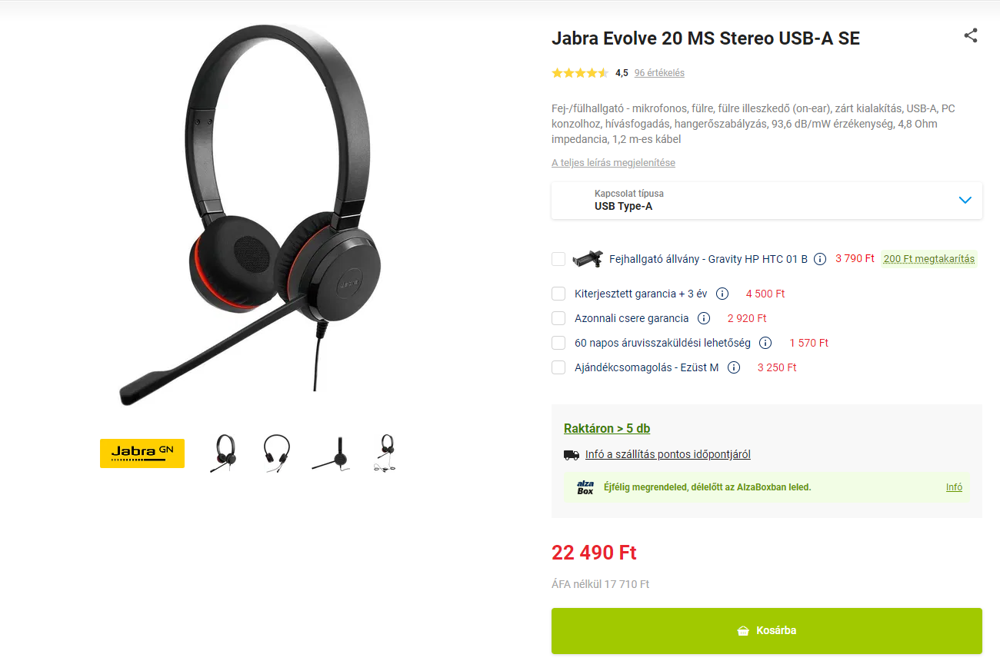 Jabra Evolve 20 MS Stereo USB-A SE
4,5 96 értékelés
Fej-/fülhallgató - mikrofonos, fülre, fülre illeszkedő (on-ear), zárt kialakítás, USB-A, PC
konzolhoz, hívásfogadás, hangerőszabályzás, 93,6 dB/mW érzékenység, 4,8 Ohm
impedancia, 1,2 m-es kábel
A teljes leírás megjelenítése
Kapcsolat típusa
USB Type-A
Fejhallgató állvány - Gravity HP HTC 01 B 3 790 Ft 200 Ft megtakarítás
Kiterjesztett garancia + 3 év 4 500 Ft
Azonnali csere garancia 2 920 Ft
60 napos áruvisszaküldési lehetőség 1 570 Ft
Ajándékcsomagolás - Ezüst M 3 250 Ft
Raktáron > 5 db
Infó a szállítás pontos időpontjáról
alza
Box
Éjfélig megrendeled, délelőtt az AlzaBoxban leled. Infó
22 490 Ft
ÁFA nélkül 17 710 Ft
Kosárba
Jabra
Jabra GN